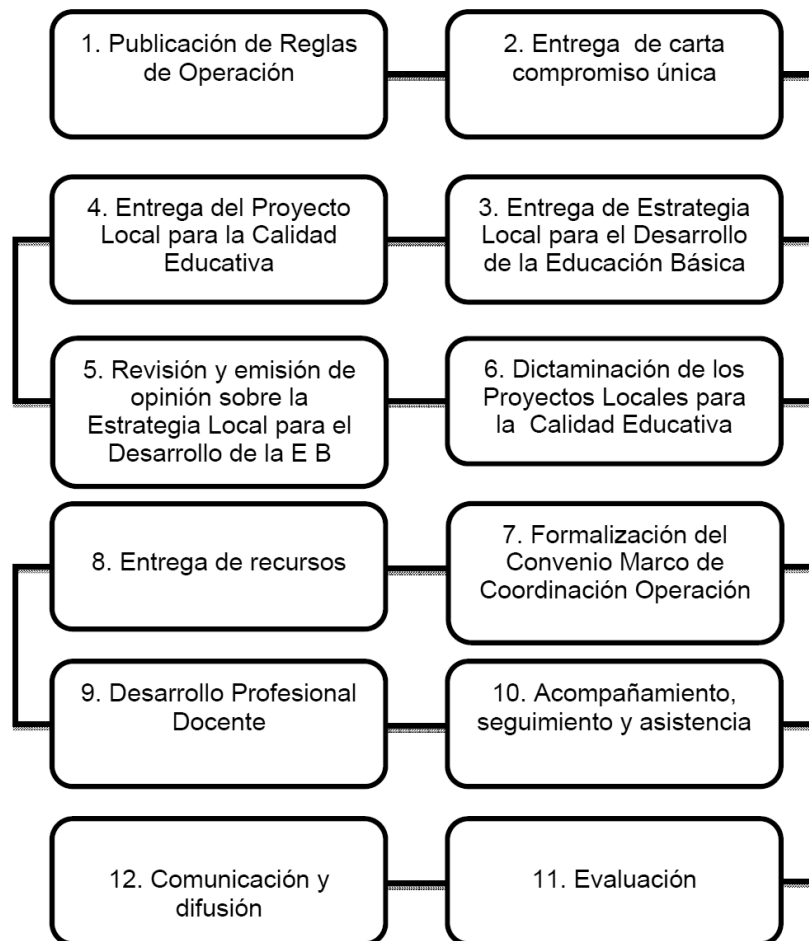 1. Publicación de Reglas
de Operación
2. Entrega de carta
compromiso única
4. Entrega del Proyecto
Local para la Calidad
Educativa
3. Entrega de Estrategia
Local para el Desarrollo
de la Educación Básica
5. Revisión y emisión de
opinión sobre la
Estrategia Local para el
Desarrollo de la E B
6. Dictaminación de los
Proyectos Locales para
la Calidad Educativa
8. Entrega de recursos
7. Formalización del
Convenio Marco de
Coordinación Operación
9. Desarrollo Profesional
Docente
10. Acompañamiento,
seguimiento y asistencia
12. Comunicación y
difusión
11. Evaluación